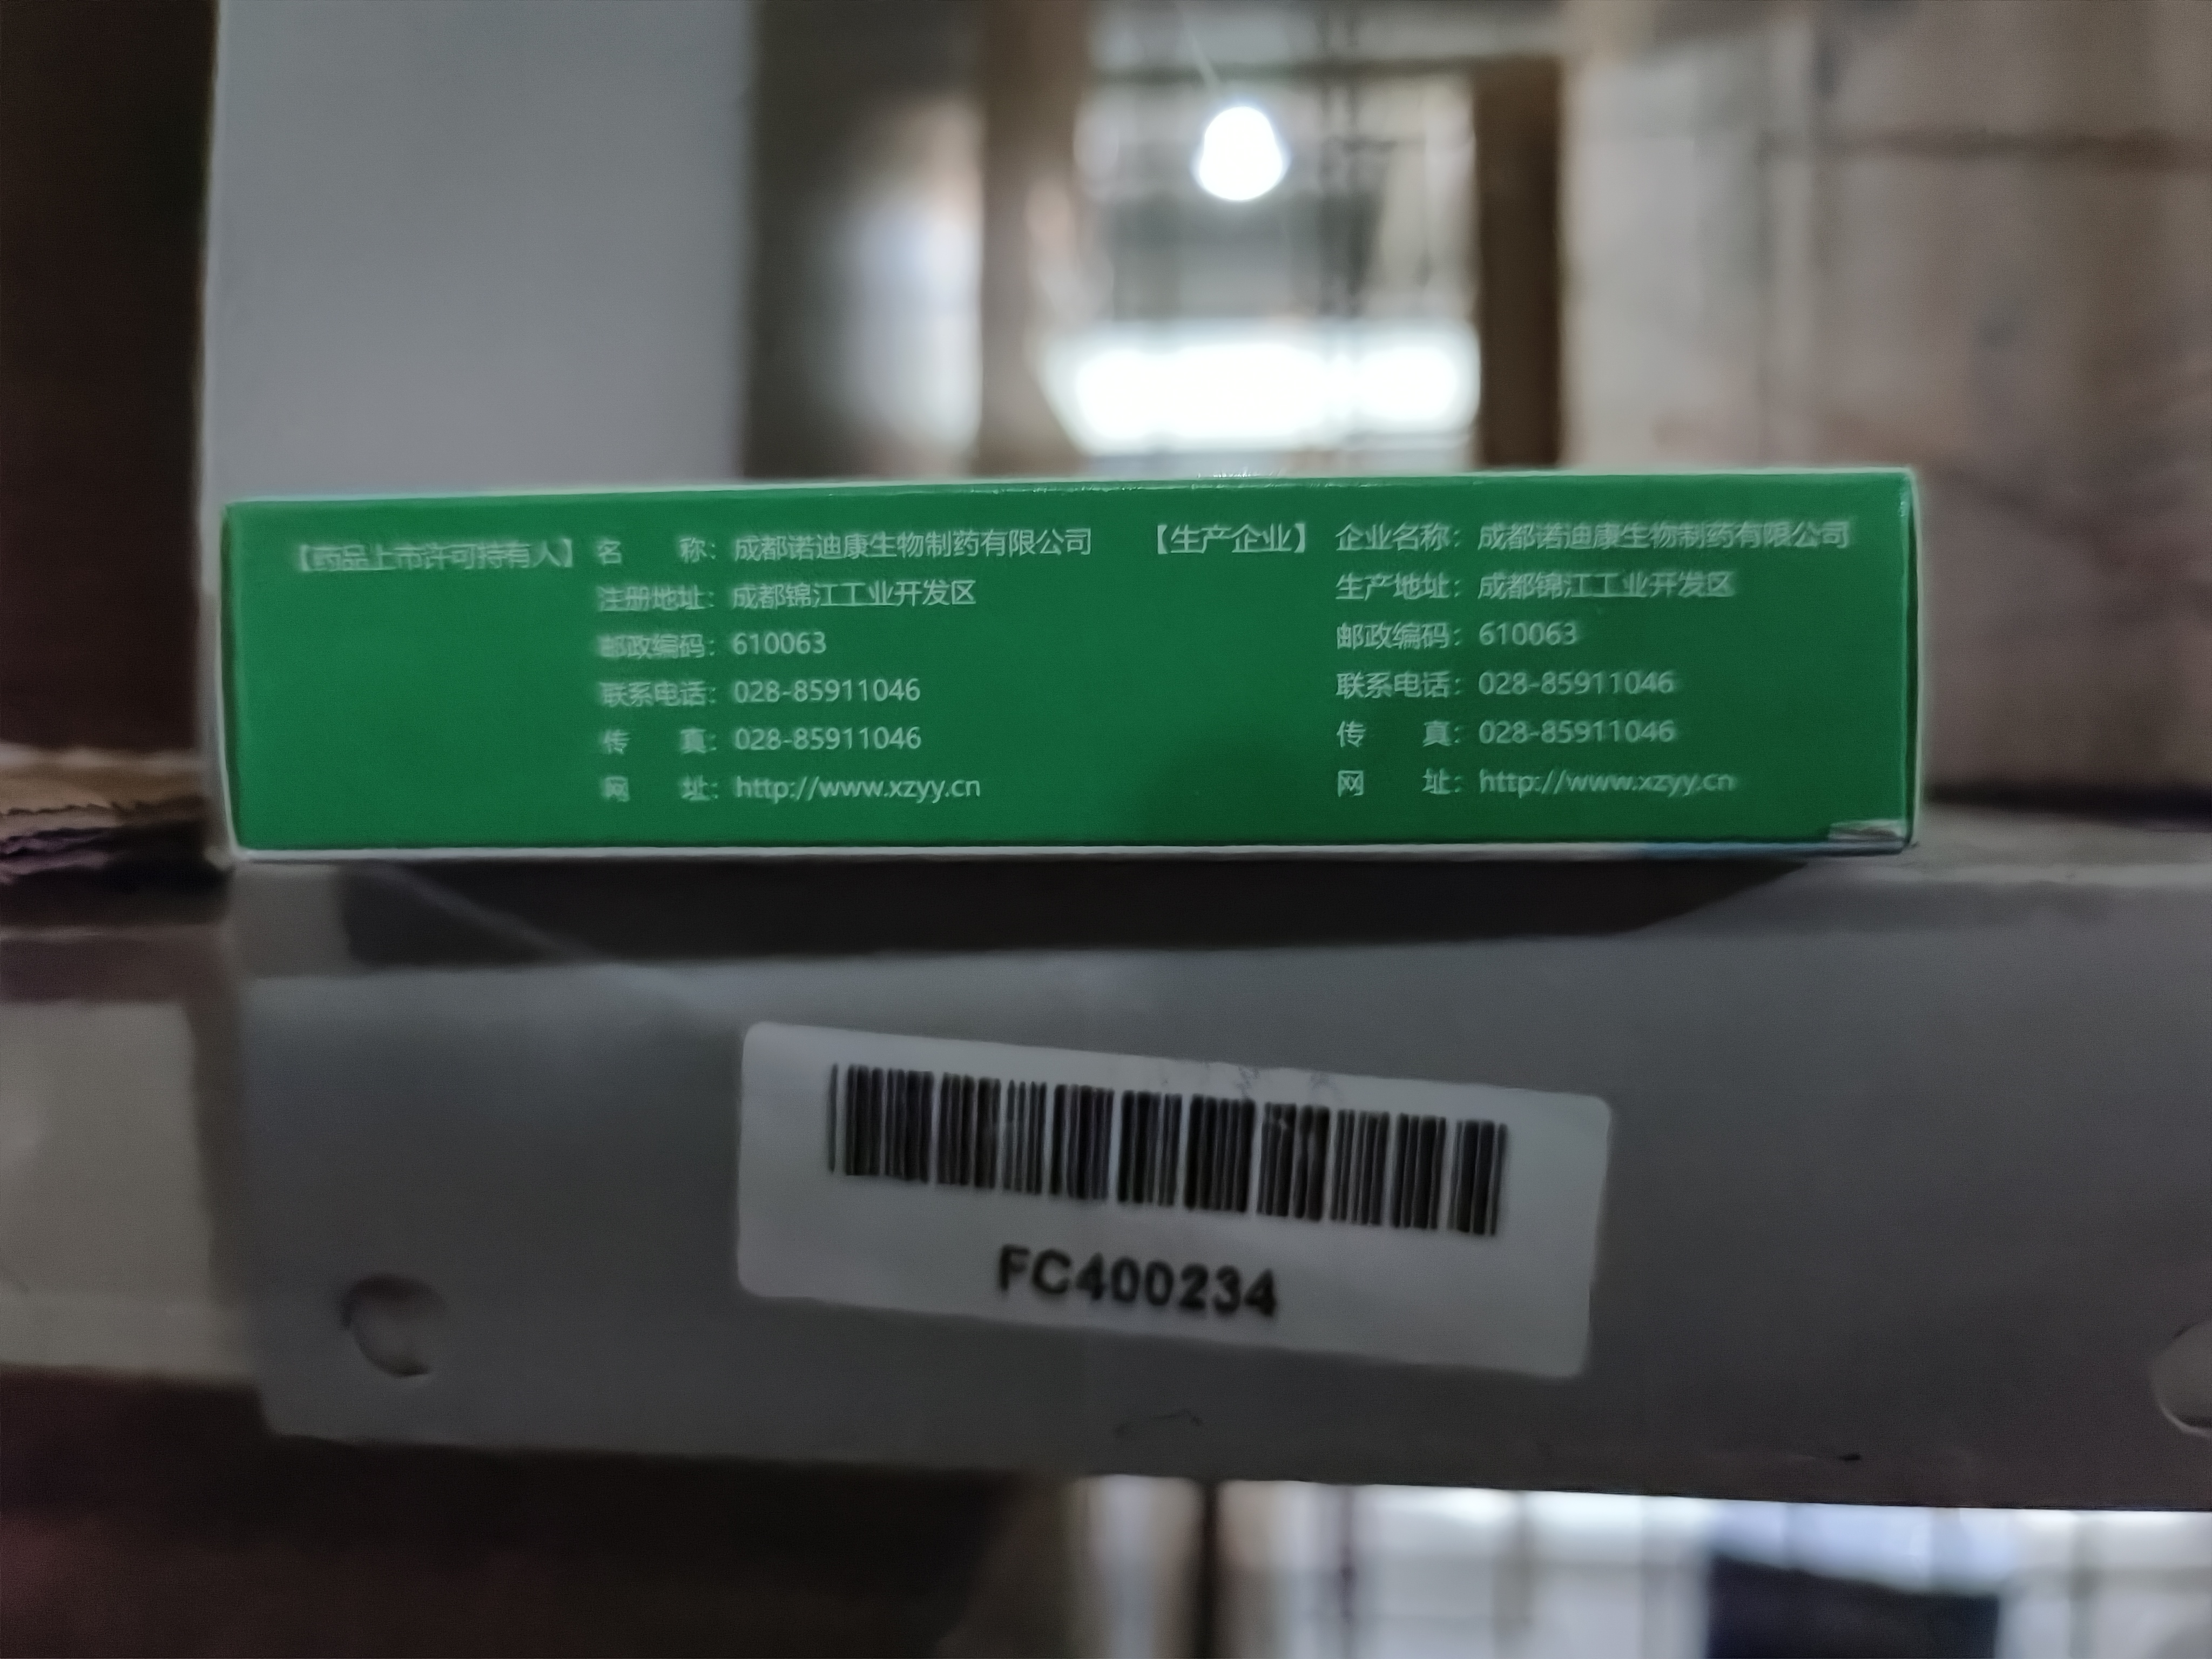 【药品上市许可持有人】 名 称：成都诺迪康生物制药有限公司
注册地址：成都锦江工业开发区
邮政编码：610063
联系电话：028-85911046
传 真：028-85911046
网 址：http://www.xzyy.cn
【生产企业】 企业名称：成都诺迪康生物制药有限公司
生产地址：成都锦江工业开发区
邮政编码：610063
联系电话：028-85911046
传 真：028-85911046
网 址：http://www.xzyy.cn
FC400234